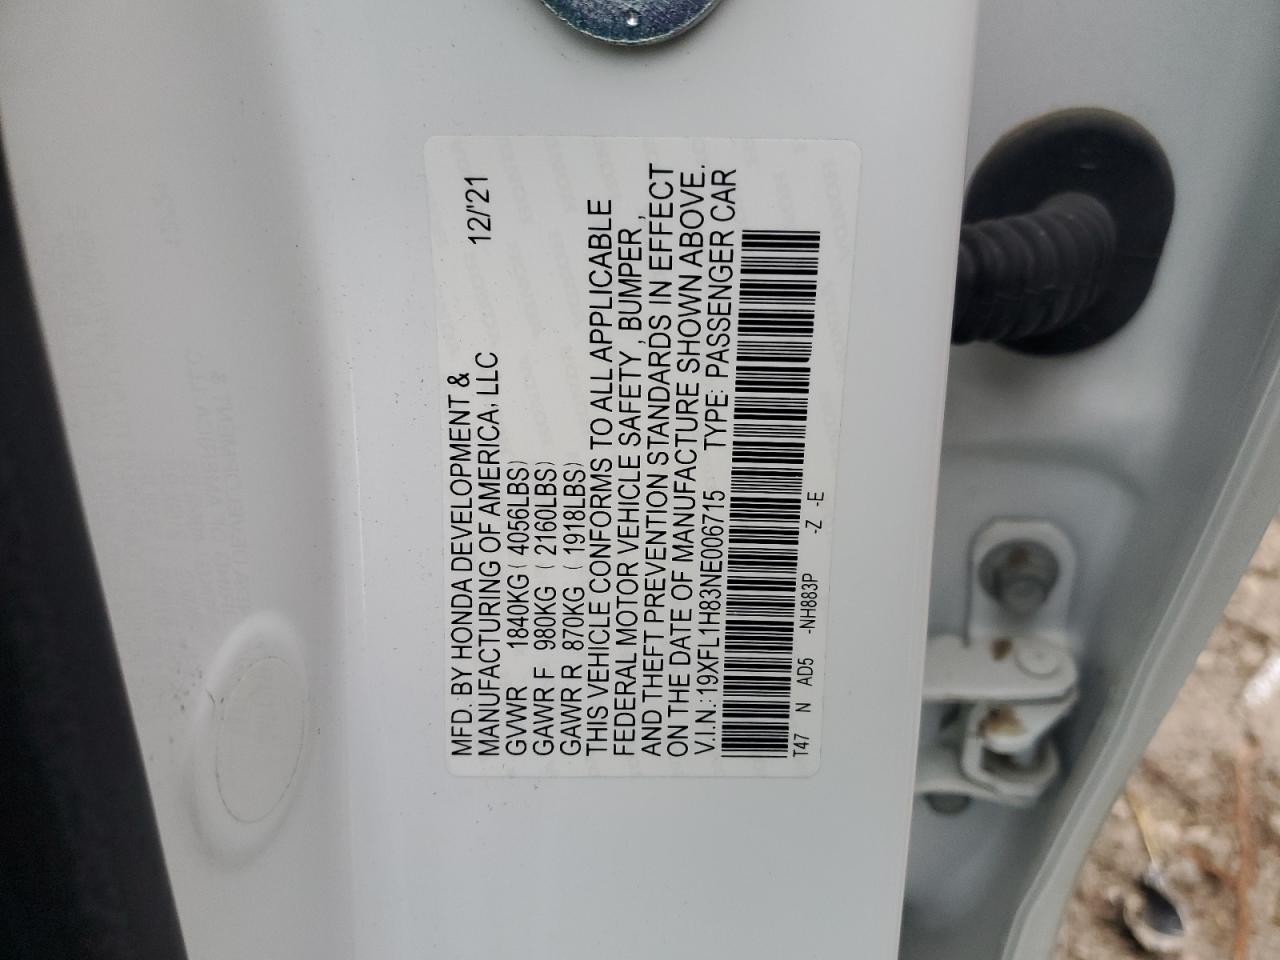 MFD. BY HONDA DEVELOPMENT &
MANUFACTURING OF AMERICA, LLC 12/'21
GVWR 1840KG ( 4056LBS)
GAWR F 980KG ( 2160LBS)
GAWR R 870KG ( 1918LBS)
THIS VEHICLE CONFORMS TO ALL APPLICABLE
FEDERAL MOTOR VEHICLE SAFETY, BUMPER,
AND THEFT PREVENTION STANDARDS IN EFFECT
ON THE DATE OF MANUFACTURE SHOWN ABOVE.
V.I.N.: 19XFL1H83NE006715 TYPE: PASSENGER CAR
T47 N AD5 -NH883P -Z -E